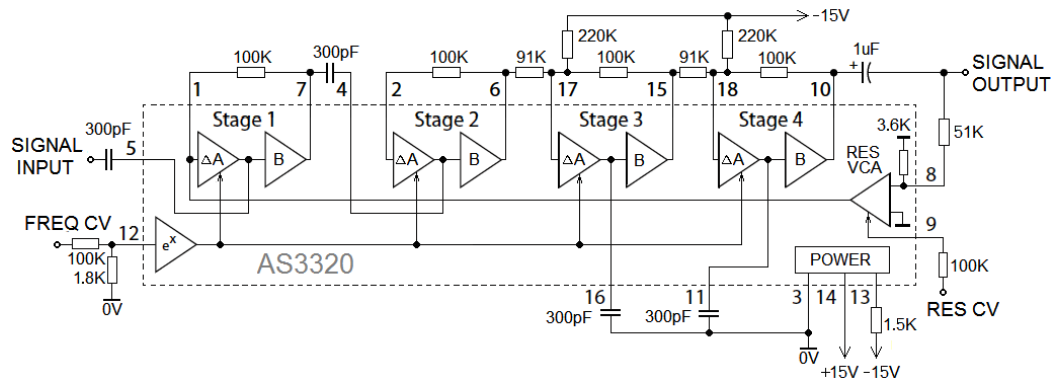 −15V
220K
220K
1uF
+
100K
300pF
100K
91K
100K
91K
100K
SIGNAL
OUTPUT
1
7
4
2
6
17
15
18
10
Stage 1
Stage 2
Stage 3
Stage 4
3.6K
51K
300pF
SIGNAL
INPUT
5
ΔA
B
ΔA
B
ΔA
B
ΔA
B
RES
VCA
8
9
FREQ CV
12
e^x
100K
1.8K
0V
AS3320
POWER
100K
RES CV
16
11
3
14
13
300pF
300pF
1.5K
0V
+15V
−15V